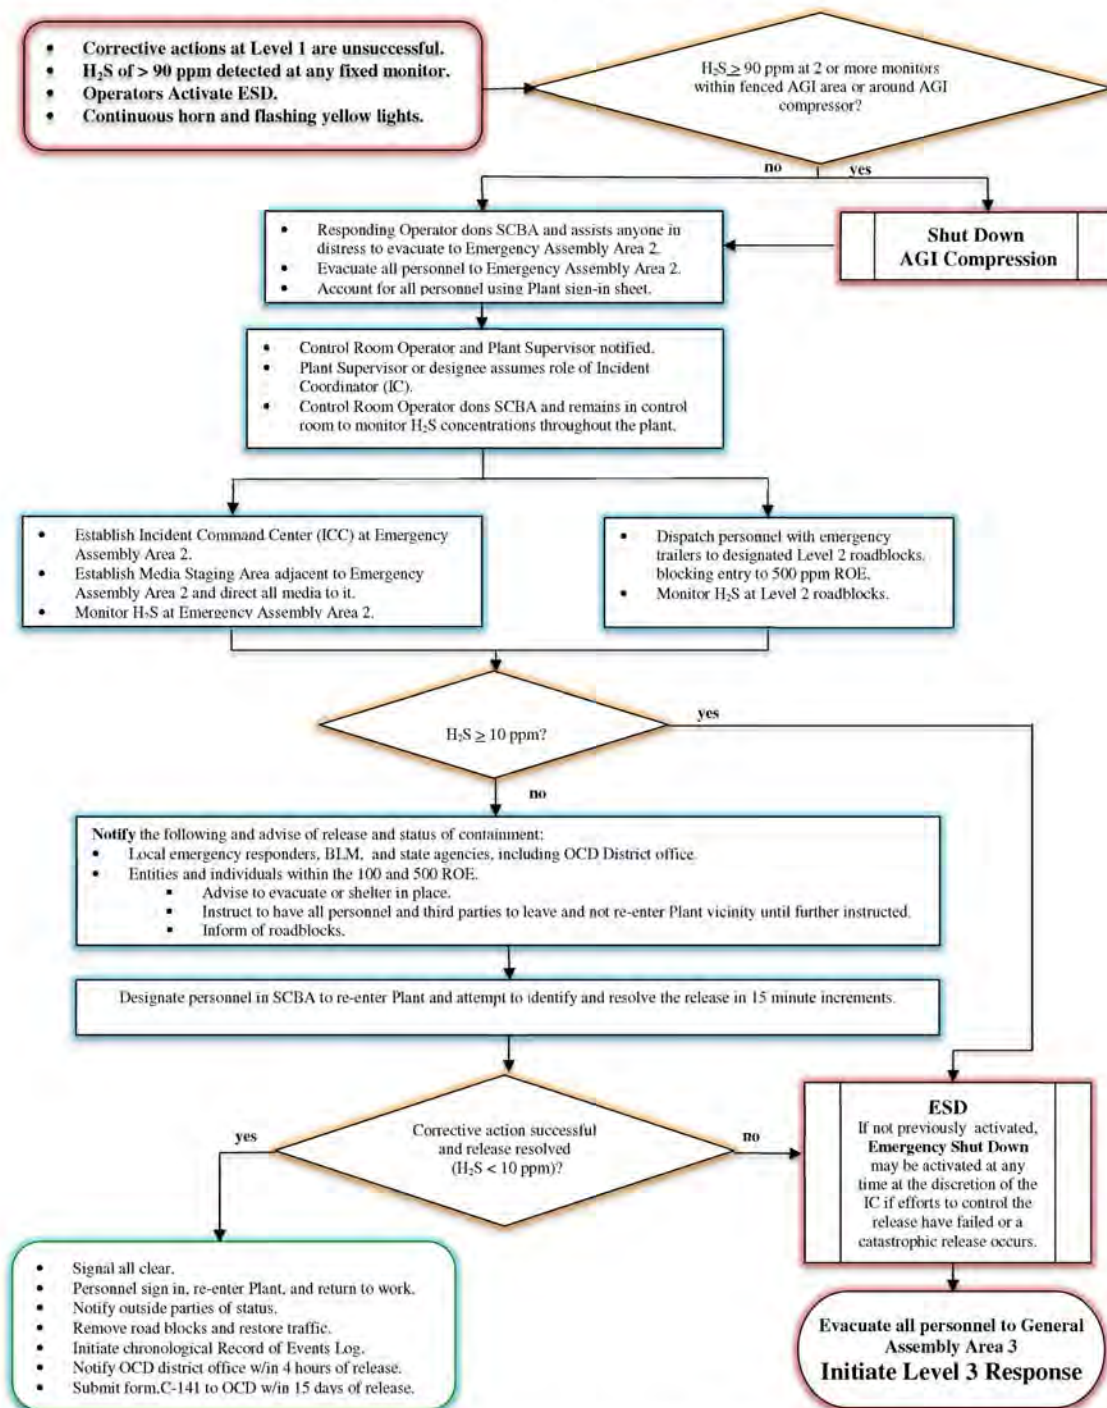 • Corrective actions at Level 1 are unsuccessful.
• H₂S of > 90 ppm detected at any fixed monitor.
• Operators Activate ESD.
• Continuous horn and flashing yellow lights.
H₂S ≥ 90 ppm at 2 or more monitors
within fenced AGI area or around AGI
compressor?
no
yes
• Responding Operator dons SCBA and assists anyone in
distress to evacuate to Emergency Assembly Area 2.
• Evacuate all personnel to Emergency Assembly Area 2.
• Account for all personnel using Plant sign-in sheet.
Shut Down
AGI Compression
• Control Room Operator and Plant Supervisor notified.
• Plant Supervisor or designee assumes role of Incident
Coordinator (IC).
• Control Room Operator dons SCBA and remains in control
room to monitor H₂S concentrations throughout the plant.
• Establish Incident Command Center (ICC) at Emergency
Assembly Area 2.
• Establish Media Staging Area adjacent to Emergency
Assembly Area 2 and direct all media to it.
• Monitor H₂S at Emergency Assembly Area 2.
• Dispatch personnel with emergency
trailers to designated Level 2 roadblocks,
blocking entry to 500 ppm ROE.
• Monitor H₂S at Level 2 roadblocks.
H₂S ≥ 10 ppm?
yes
no
Notify the following and advise of release and status of containment:
• Local emergency responders, BLM, and state agencies, including OCD District office.
• Entities and individuals within the 100 and 500 ROE.
▪ Advise to evacuate or shelter in place.
▪ Instruct to have all personnel and third parties to leave and not re-enter Plant vicinity until further instructed.
▪ Inform of roadblocks.
Designate personnel in SCBA to re-enter Plant and attempt to identify and resolve the release in 15 minute increments.
Corrective action successful
and release resolved
(H₂S < 10 ppm)?
yes
no
ESD
If not previously activated,
Emergency Shut Down
may be activated at any
time at the discretion of the
IC if efforts to control the
release have failed or a
catastrophic release occurs.
• Signal all clear.
• Personnel sign in, re-enter Plant, and return to work.
• Notify outside parties of status.
• Remove road blocks and restore traffic.
• Initiate chronological Record of Events Log.
• Notify OCD district office w/in 4 hours of release.
• Submit form.C-141 to OCD w/in 15 days of release.
Evacuate all personnel to General
Assembly Area 3
Initiate Level 3 Response